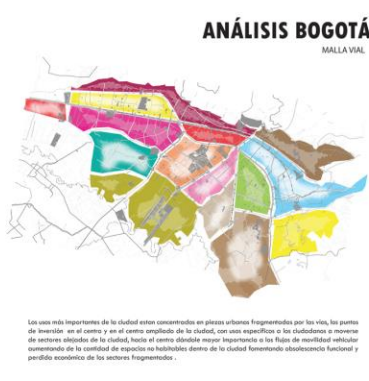 ANÁLISIS BOGOTÁ
MALLA VIAL
Los usos más importantes de la ciudad estan concentrados en piezas urbanas fragmentadas por las vías, los puntos
de inversión en el centro y en el centro ampliado de la ciudad, con usos específicos a los ciudadanos a moverse
de sectores alejados de la ciudad, hacia el centro dándole mayor importancia a los flujos de movilidad vehicular
aumentando de la cantidad de espacios no habitables dentro de la ciudad fomentando obsolescencia funcional y
perdida económica de los sectores fragmentados .